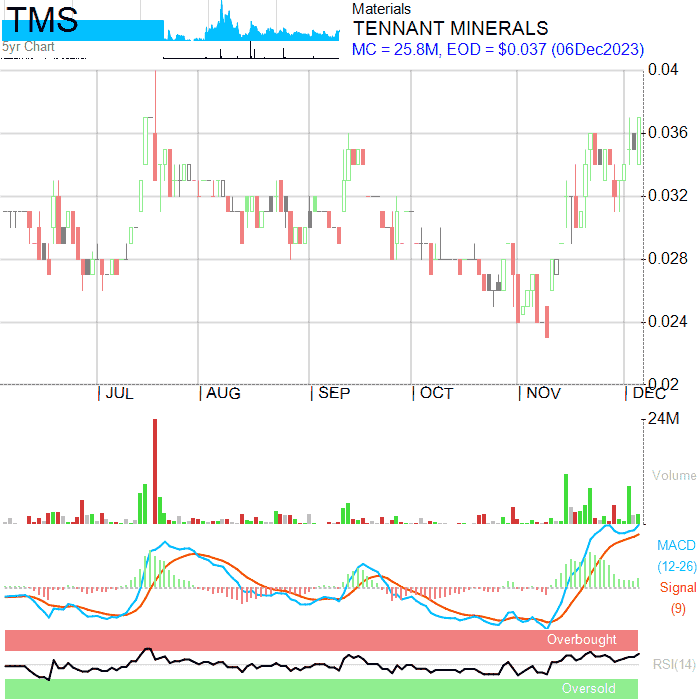 TMS
5yr Chart
Materials
TENNANT MINERALS
MC = 25.8M, EOD = $0.037 (06Dec2023)
0.04
0.036
0.032
0.028
0.024
0.02
JUL AUG SEP OCT NOV DEC
24M
Volume
MACD
(12-26)
Signal
(9)
Overbought
RSI(14)
Oversold